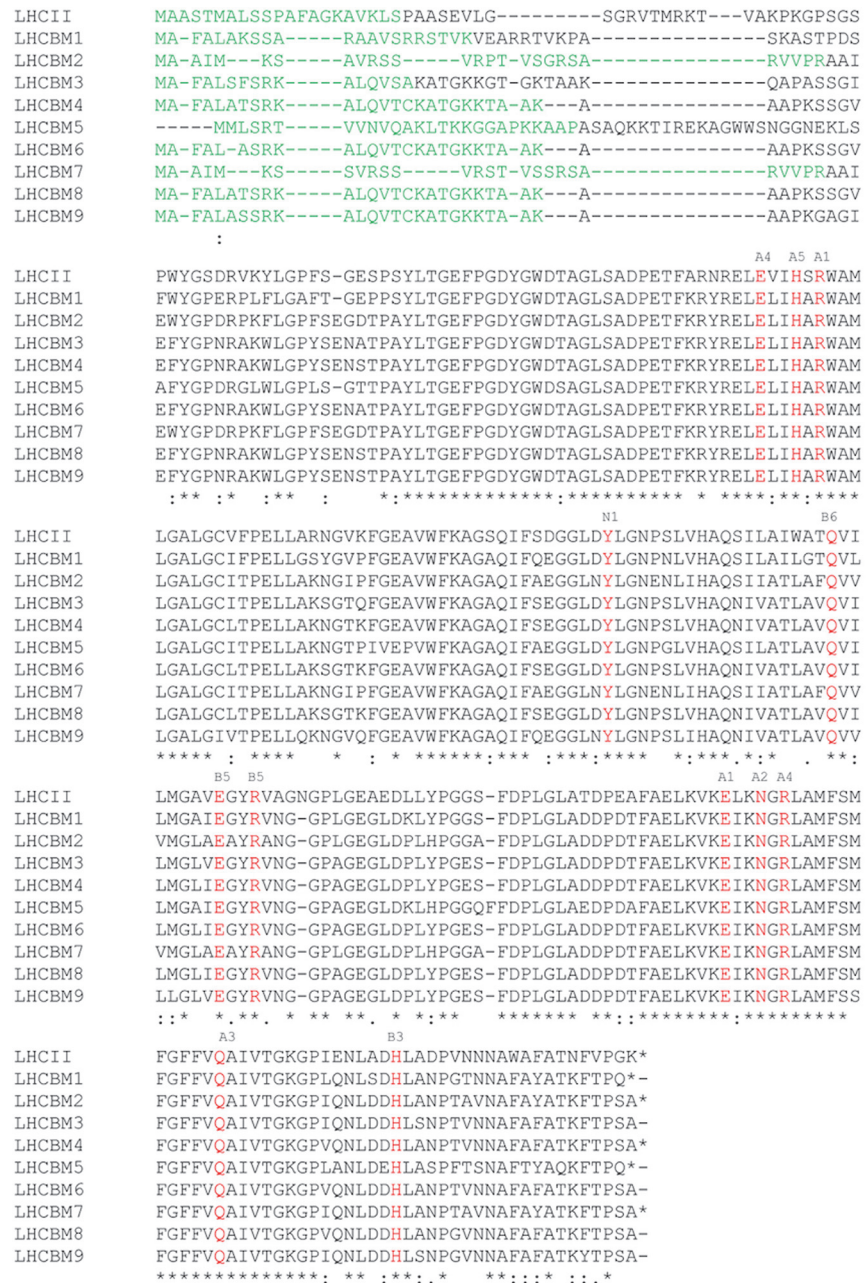 LHCII MAASTMALSSPAFAGKAVKLSPAASEVLG---------SGRVTMRKT---VAKPKGPSGS
LHCBM1 MA-FALAKSSA-----RAAVSRRSTVKVEARRTVKPA------------SKASTPDS
LHCBM2 MA-AIM---KS-----AVRSS-----VRPT-VSGRSA------------RVVPRAAI
LHCBM3 MA-FALSFSRK-----ALQVSAKATGKKGT-GKTAAK------------QAPASSGI
LHCBM4 MA-FALATSRK-----ALQVTCKATGKKTA-AK---A------------AAPKSSGV
LHCBM5 -----MMLSRT-----VVNVQAKLTKKGGAPKKAAPASAQKKTIREKAGWWSNGGNEKLS
LHCBM6 MA-FAL-ASRK-----ALQVTCKATGKKTA-AK---A------------AAPKSSGV
LHCBM7 MA-AIM---KS-----SVRSS-----VRST-VSSRSA------------RVVPRAAI
LHCBM8 MA-FALATSRK-----ALQVTCKATGKKTA-AK---A------------AAPKSSGV
LHCBM9 MA-FALASSRK-----ALQVTCKATGKKTA-AK---A------------AAPKGAGI
:
A4 A5 A1
LHCII PWYGSDRVKYLGPFS-GESPSYLTGEFPGDYGWDTAGLSADPETFARNRELEVIHSRWAM
LHCBM1 FWYGPERPLFLGAFT-GEPPAYLTGEFPGDYGWDTAGLSADPETFKRYRELELIHARWAM
LHCBM2 EWYGPDRPKFLGPFSEGDTPAYLTGEFPGDYGWDTAGLSADPETFKRYRELELIHARWAM
LHCBM3 EFYGPNRAKWLGPYSENATPAYLTGEFPGDYGWDTAGLSADPETFKRYRELELIHARWAM
LHCBM4 EFYGPNRAKWLGPYSENSTPAYLTGEFPGDYGWDTAGLSADPETFKRYRELELIHARWAM
LHCBM5 AFYGPDRGLWLGPLS-GTTPAYLTGEFPGDYGWDSAGLSADPETFKRYRELELIHARWAM
LHCBM6 EFYGPNRAKWLGPYSENATPAYLTGEFPGDYGWDTAGLSADPETFKRYRELELIHARWAM
LHCBM7 EWYGPDRPKFLGPFSEGDTPAYLTGEFPGDYGWDTAGLSADPETFKRYRELELIHARWAM
LHCBM8 EFYGPNRAKWLGPYSENSTPAYLTGEFPGDYGWDTAGLSADPETFKRYRELELIHARWAM
LHCBM9 EFYGPNRAKWLGPYSENSTPAYLTGEFPGDYGWDTAGLSADPETFKRYRELELIHARWAM
:** :* :** : *:************:********** * ****:**:*:****
N1 B6
LHCII LGALGCVFPELLARNGVKFGEAVWFKAGSQIFSDGGLDYLGNPSLVHAQSILAIWATQVI
LHCBM1 LGALGCIFPELLGSYGVPFGEAVWFKAGAQIFQEGGLDYLGNPNLVHAQSILAILGTQVL
LHCBM2 LGALGCITPELLAKNGIPFGEAVWFKAGAQIFAEGGLNYLGNENLIHAQSIIATLAFQVV
LHCBM3 LGALGCITPELLAKSGTQFGEAVWFKAGAQIFSEGGLDYLGNPSLVHAQNIVATLAVQVI
LHCBM4 LGALGCLTPELLAKNGTKFGEAVWFKAGAQIFSEGGLDYLGNPSLVHAQNIVATLAVQVI
LHCBM5 LGALGCITPELLAKNGTPIVEPVWFKAGAQIFSEGGLDYLGNPGLVHAQSILATLAVQVI
LHCBM6 LGALGCLTPELLAKSGTKFGEAVWFKAGAQIFSEGGLDYLGNPSLVHAQNIVATLAVQVI
LHCBM7 LGALGCITPELLAKNGIPFGEAVWFKAGAQIFAEGGLNYLGNENLIHAQSIIATLAFQVV
LHCBM8 LGALGCLTPELLAKSGTKFGEAVWFKAGAQIFSEGGLDYLGNPSLIHAQNIVATLAVQVI
LHCBM9 LGALGIVTPELLQKNGVQFGEAVWFKAGAQIFQEGGLNYLGNPSLIHAQNIVATLAVQVV
***** : **** * : * ******:*** :***:**** *:***.*:* . **:
B5 B5 A1 A2 A4
LHCII LMGAVEGYRVAGNGPLGEAEDLLYPGGS-FDPLGLATDPEAFAELKVKELKNGRLAMFSM
LHCBM1 LMGAIEGYRVNG-GPLGEGLDKLYPGGS-FDPLGLADDPDTFAELKVKEIKNGRLAMFSM
LHCBM2 VMGLAEAYRANG-GPLGEGLDPLHPGGA-FDPLGLADDPDTFAELKVKEIKNGRLAMFSM
LHCBM3 LMGLVEGYRVNG-GPAGEGLDPLYPGES-FDPLGLADDPDTFAELKVKEIKNGRLAMFSM
LHCBM4 LMGLIEGYRVNG-GPAGEGLDPLYPGES-FDPLGLADDPDTFAELKVKEIKNGRLAMFSM
LHCBM5 LMGAIEGYRVNG-GPAGEGLDKLHPGGQFFDPLGLAEDPDAFAELKVKEIKNGRLAMFSM
LHCBM6 LMGLIEGYRVNG-GPAGEGLDPLYPGES-FDPLGLADDPDTFAELKVKEIKNGRLAMFSM
LHCBM7 VMGLAEAYRANG-GPLGEGLDPLHPGGA-FDPLGLADDPDTFAELKVKEIKNGRLAMFSM
LHCBM8 LMGLIEGYRVNG-GPAGEGLDPLYPGES-FDPLGLADDPDTFAELKVKEIKNGRLAMFSM
LHCBM9 LLGLVEGYRVNG-GPAGEGLDPLYPGES-FDPLGLADDPDTFAELKVKEIKNGRLAMFSS
::* *.**. * ** **. * *:** ******* **::********:*********
A3 B3
LHCII FGFFVQAIVTGKGPIENLADHLADPVNNNAWAFATNFVPGK*
LHCBM1 FGFFVQAIVTGKGPLQNLSDHLANPGTNNAFAYATKFTPQ*-
LHCBM2 FGFFVQAIVTGKGPIQNLDDHLANPTAVNAFAYATKFTPSA*
LHCBM3 FGFFVQAIVTGKGPIQNLDDHLSNPTVNNAFAFATKFTPSA-
LHCBM4 FGFFVQAIVTGKGPVQNLDDHLANPTVNNAFAFATKFTPSA*
LHCBM5 FGFFVQAIVTGKGPLANLDEHLASPFTSNAFTYAQKFTPQ*-
LHCBM6 FGFFVQAIVTGKGPVQNLDDHLANPTVNNAFAFATKFTPSA-
LHCBM7 FGFFVQAIVTGKGPIQNLDDHLANPTAVNAFAYATKFTPSA*
LHCBM8 FGFFVQAIVTGKGPVQNLDDHLANPGVNNAFAFATKFTPSA-
LHCBM9 FGFFVQAIVTGKGPIQNLDDHLSNPGVNNAFAFATKYTPSA-
**************: ** :**:.* **:::* ::.*